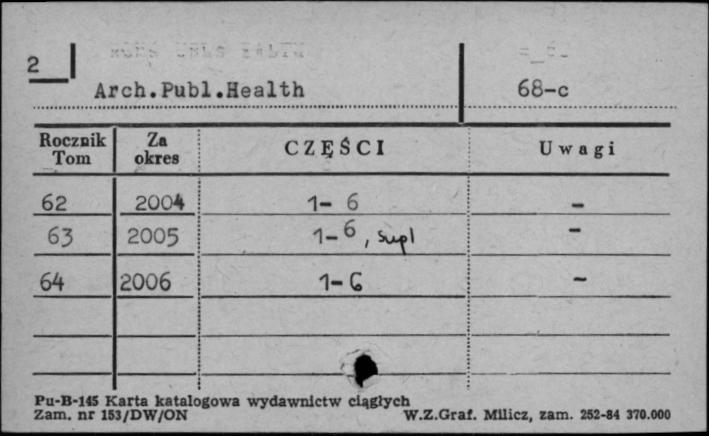 2
Arch.Publ.Health 68-c
Rocznik Tom Za okres CZĘŚCI Uwagi
62 2004 1- 6 -
63 2005 1-6, supl -
64 2006 1-6 -
Pu-B-145 Karta katalogowa wydawnictw ciągłych
Zam. nr 153/DW/ON W.Z.Graf. Milicz, zam. 252-84 370.000